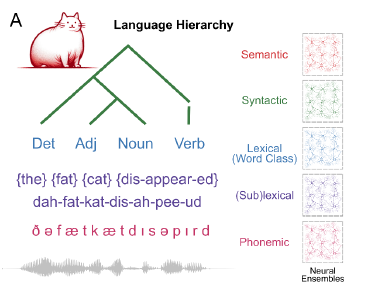 A
Language Hierarchy
Semantic
Syntactic
Det Adj Noun Verb
Lexical
(Word Class)
{the} {fat} {cat} {dis-appear-ed}
dah-fat-kat-dis-ah-pee-ud
(Sub)lexical
ð ə f æ t k æ t d ɪ s ə p ɪ r d
Phonemic
Neural
Ensembles